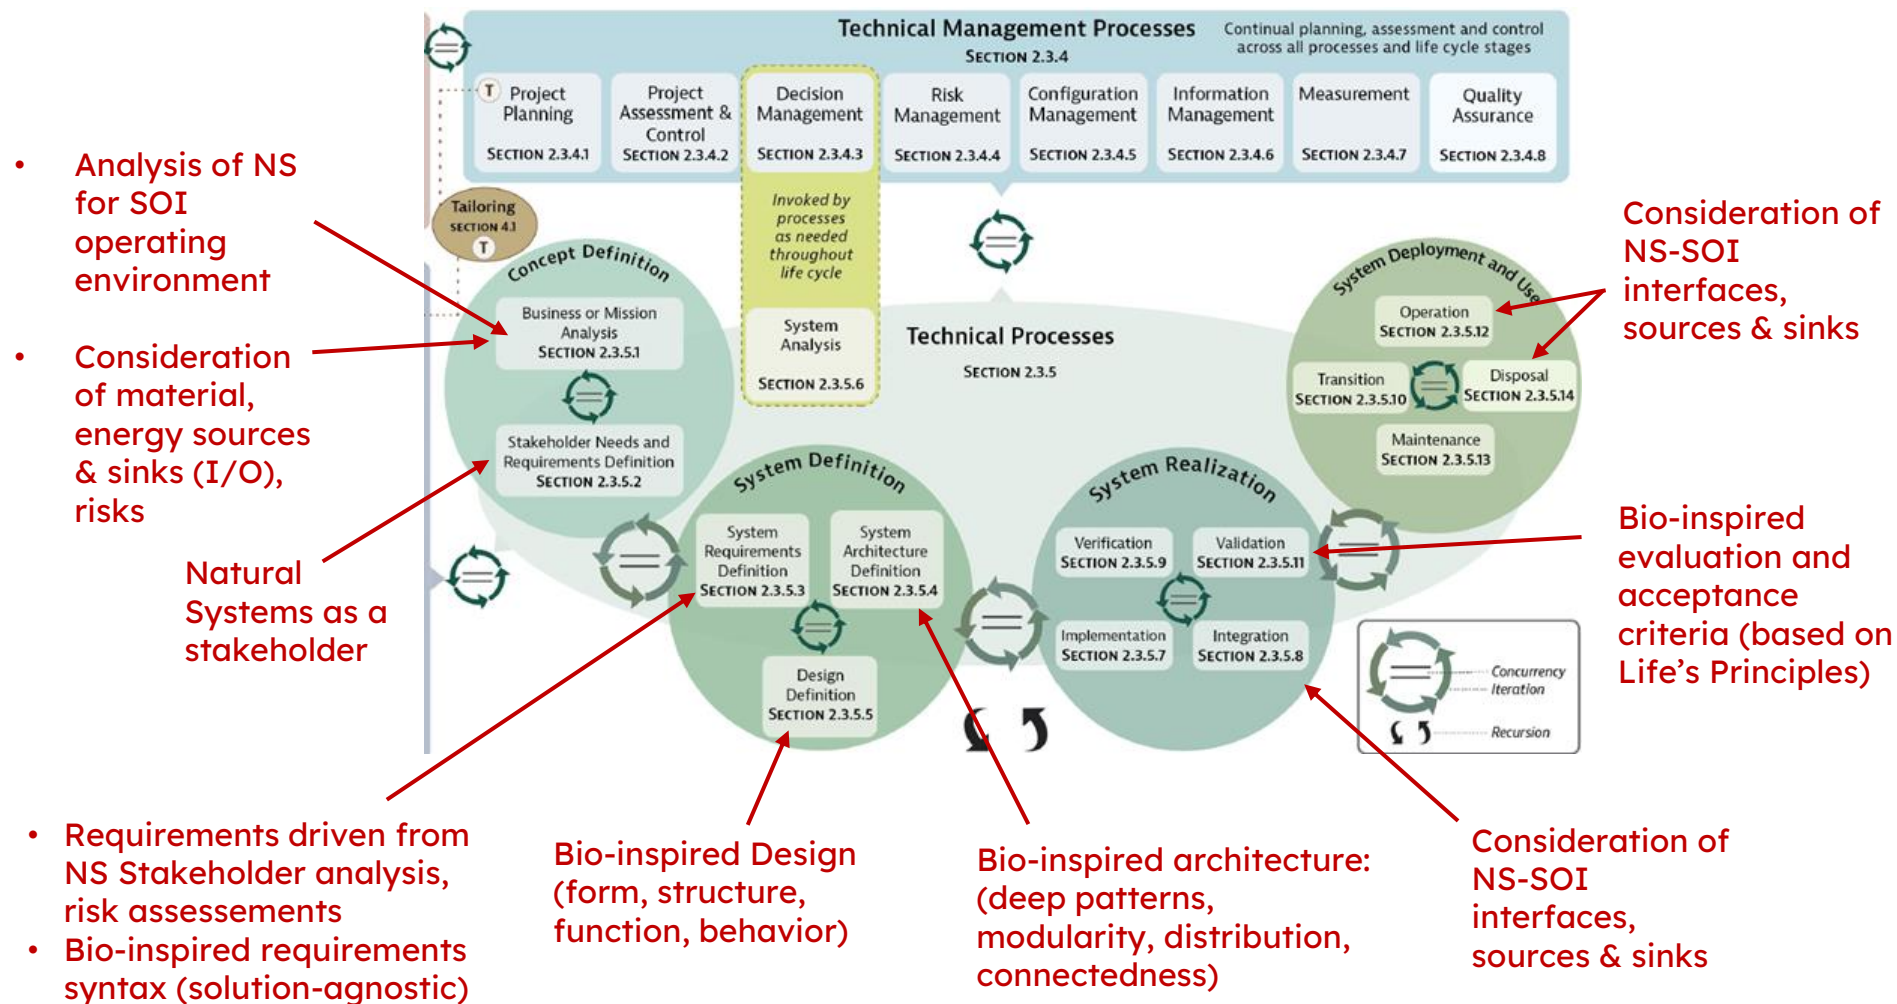 Technical Management Processes
SECTION 2.3.4
Continual planning, assessment and control
across all processes and life cycle stages
T Project
Planning
SECTION 2.3.4.1
Project
Assessment &
Control
SECTION 2.3.4.2
Decision
Management
SECTION 2.3.4.3
Risk
Management
SECTION 2.3.4.4
Configuration
Management
SECTION 2.3.4.5
Information
Management
SECTION 2.3.4.6
Measurement
SECTION 2.3.4.7
Quality
Assurance
SECTION 2.3.4.8
Invoked by
processes
as needed
throughout
life cycle
System
Analysis
SECTION 2.3.5.6
Tailoring
SECTION 4.1
T
• Analysis of NS
for SOI
operating
environment
• Consideration
of material,
energy sources
& sinks (I/O),
risks
Natural
Systems as a
stakeholder
Concept Definition
Business or Mission
Analysis
SECTION 2.3.5.1
Stakeholder Needs and
Requirements Definition
SECTION 2.3.5.2
Technical Processes
SECTION 2.3.5
System Definition
System
Requirements
Definition
SECTION 2.3.5.3
System
Architecture
Definition
SECTION 2.3.5.4
Design
Definition
SECTION 2.3.5.5
System Realization
Verification
SECTION 2.3.5.9
Validation
SECTION 2.3.5.11
Implementation
SECTION 2.3.5.7
Integration
SECTION 2.3.5.8
System Deployment and Use
Operation
SECTION 2.3.5.12
Transition
SECTION 2.3.5.10
Disposal
SECTION 2.3.5.14
Maintenance
SECTION 2.3.5.13
Consideration of
NS-SOI
interfaces,
sources & sinks
Bio-inspired
evaluation and
acceptance
criteria (based on
Life's Principles)
Concurrency
Iteration
Recursion
• Requirements driven from
NS Stakeholder analysis,
risk assessements
• Bio-inspired requirements
syntax (solution-agnostic)
Bio-inspired Design
(form, structure,
function, behavior)
Bio-inspired architecture:
(deep patterns,
modularity, distribution,
connectedness)
Consideration of
NS-SOI
interfaces,
sources & sinks